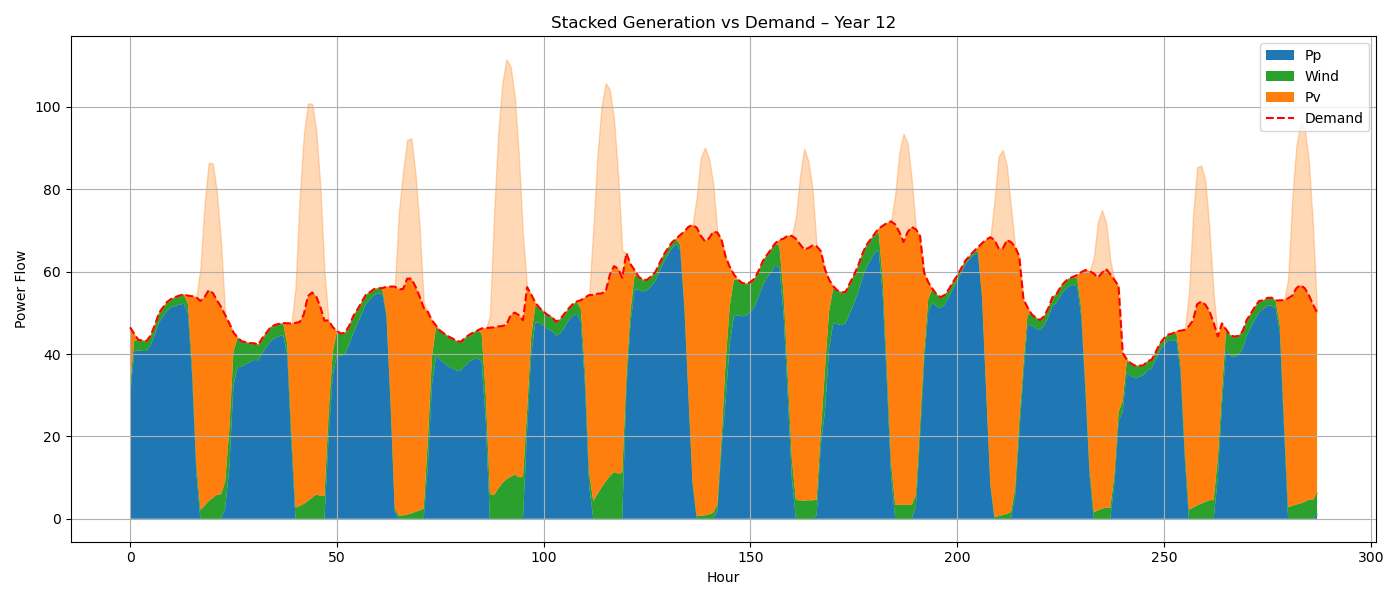 Stacked Generation vs Demand – Year 12
Power Flow
100
80
60
40
20
0
0 50 100 150 200 250 300
Hour
Pp
Wind
Pv
Demand